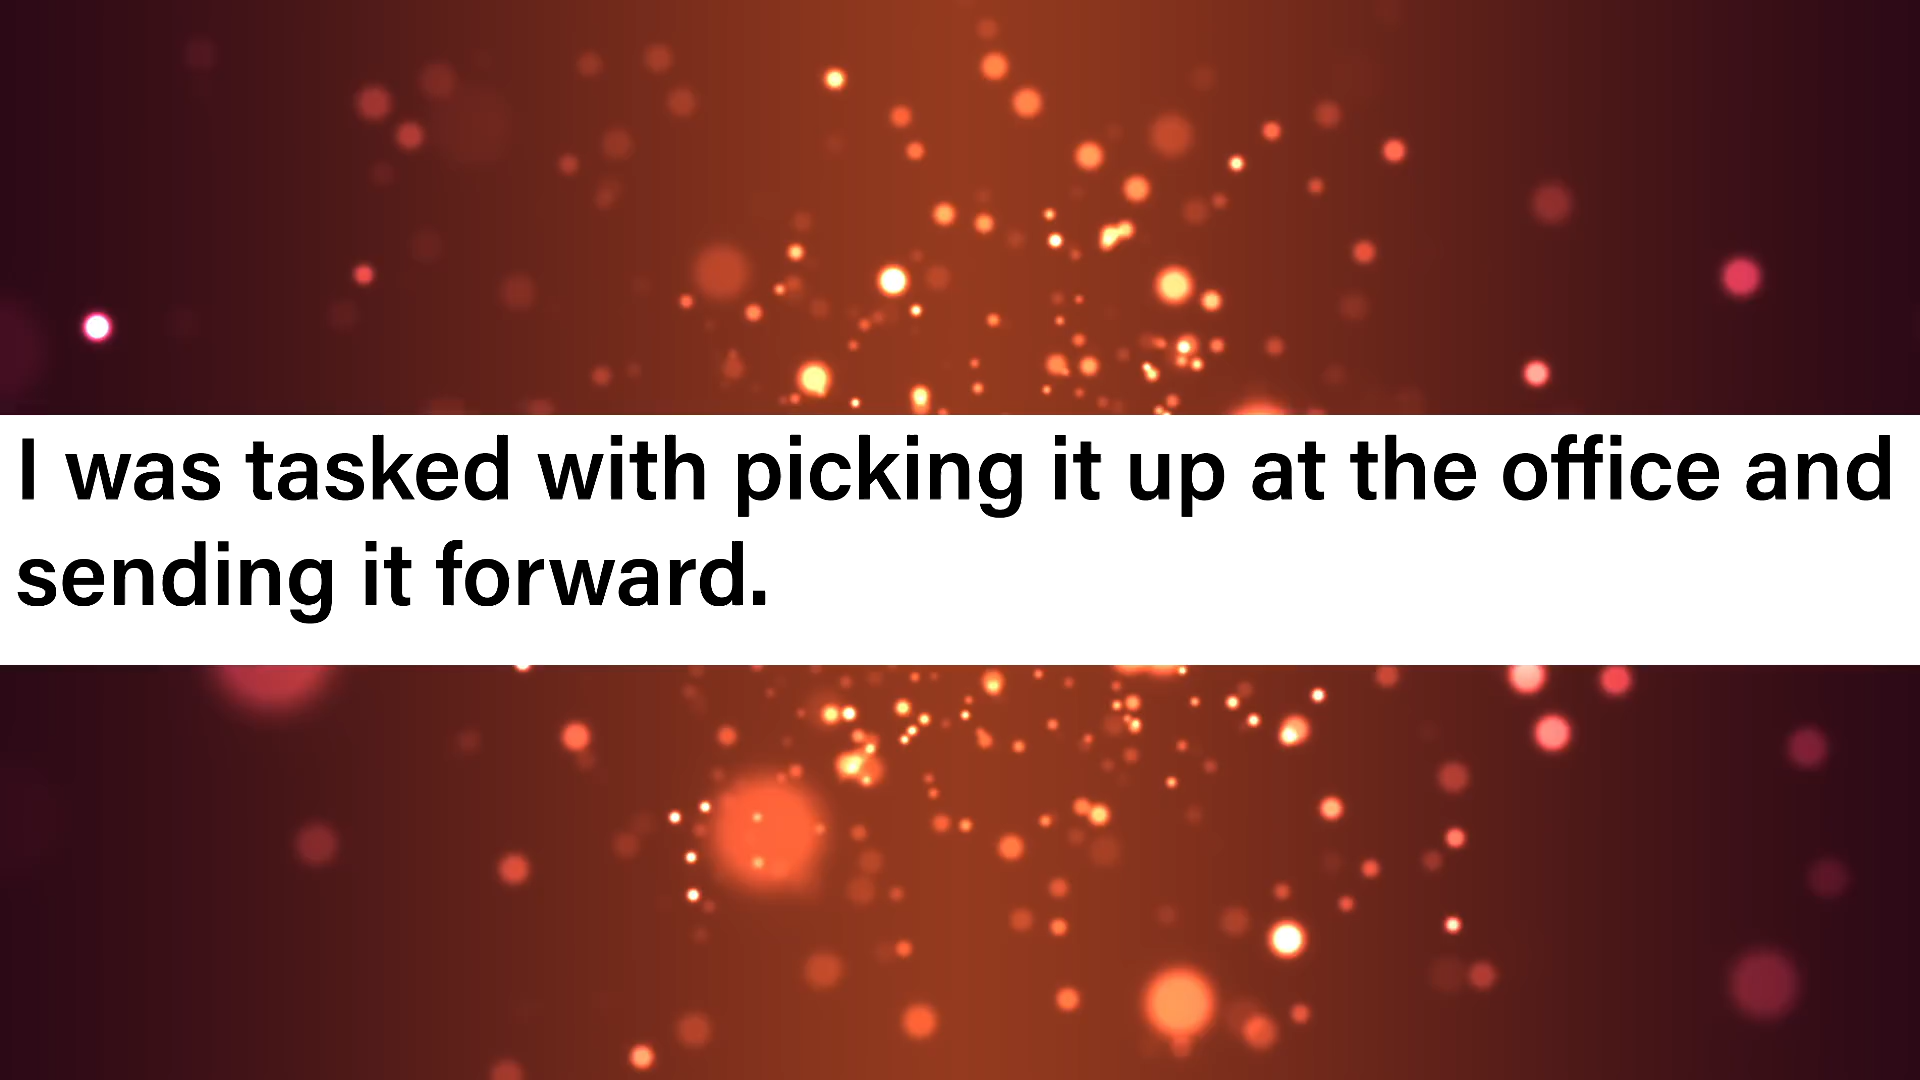 I was tasked with picking it up at the office and
sending it forward.